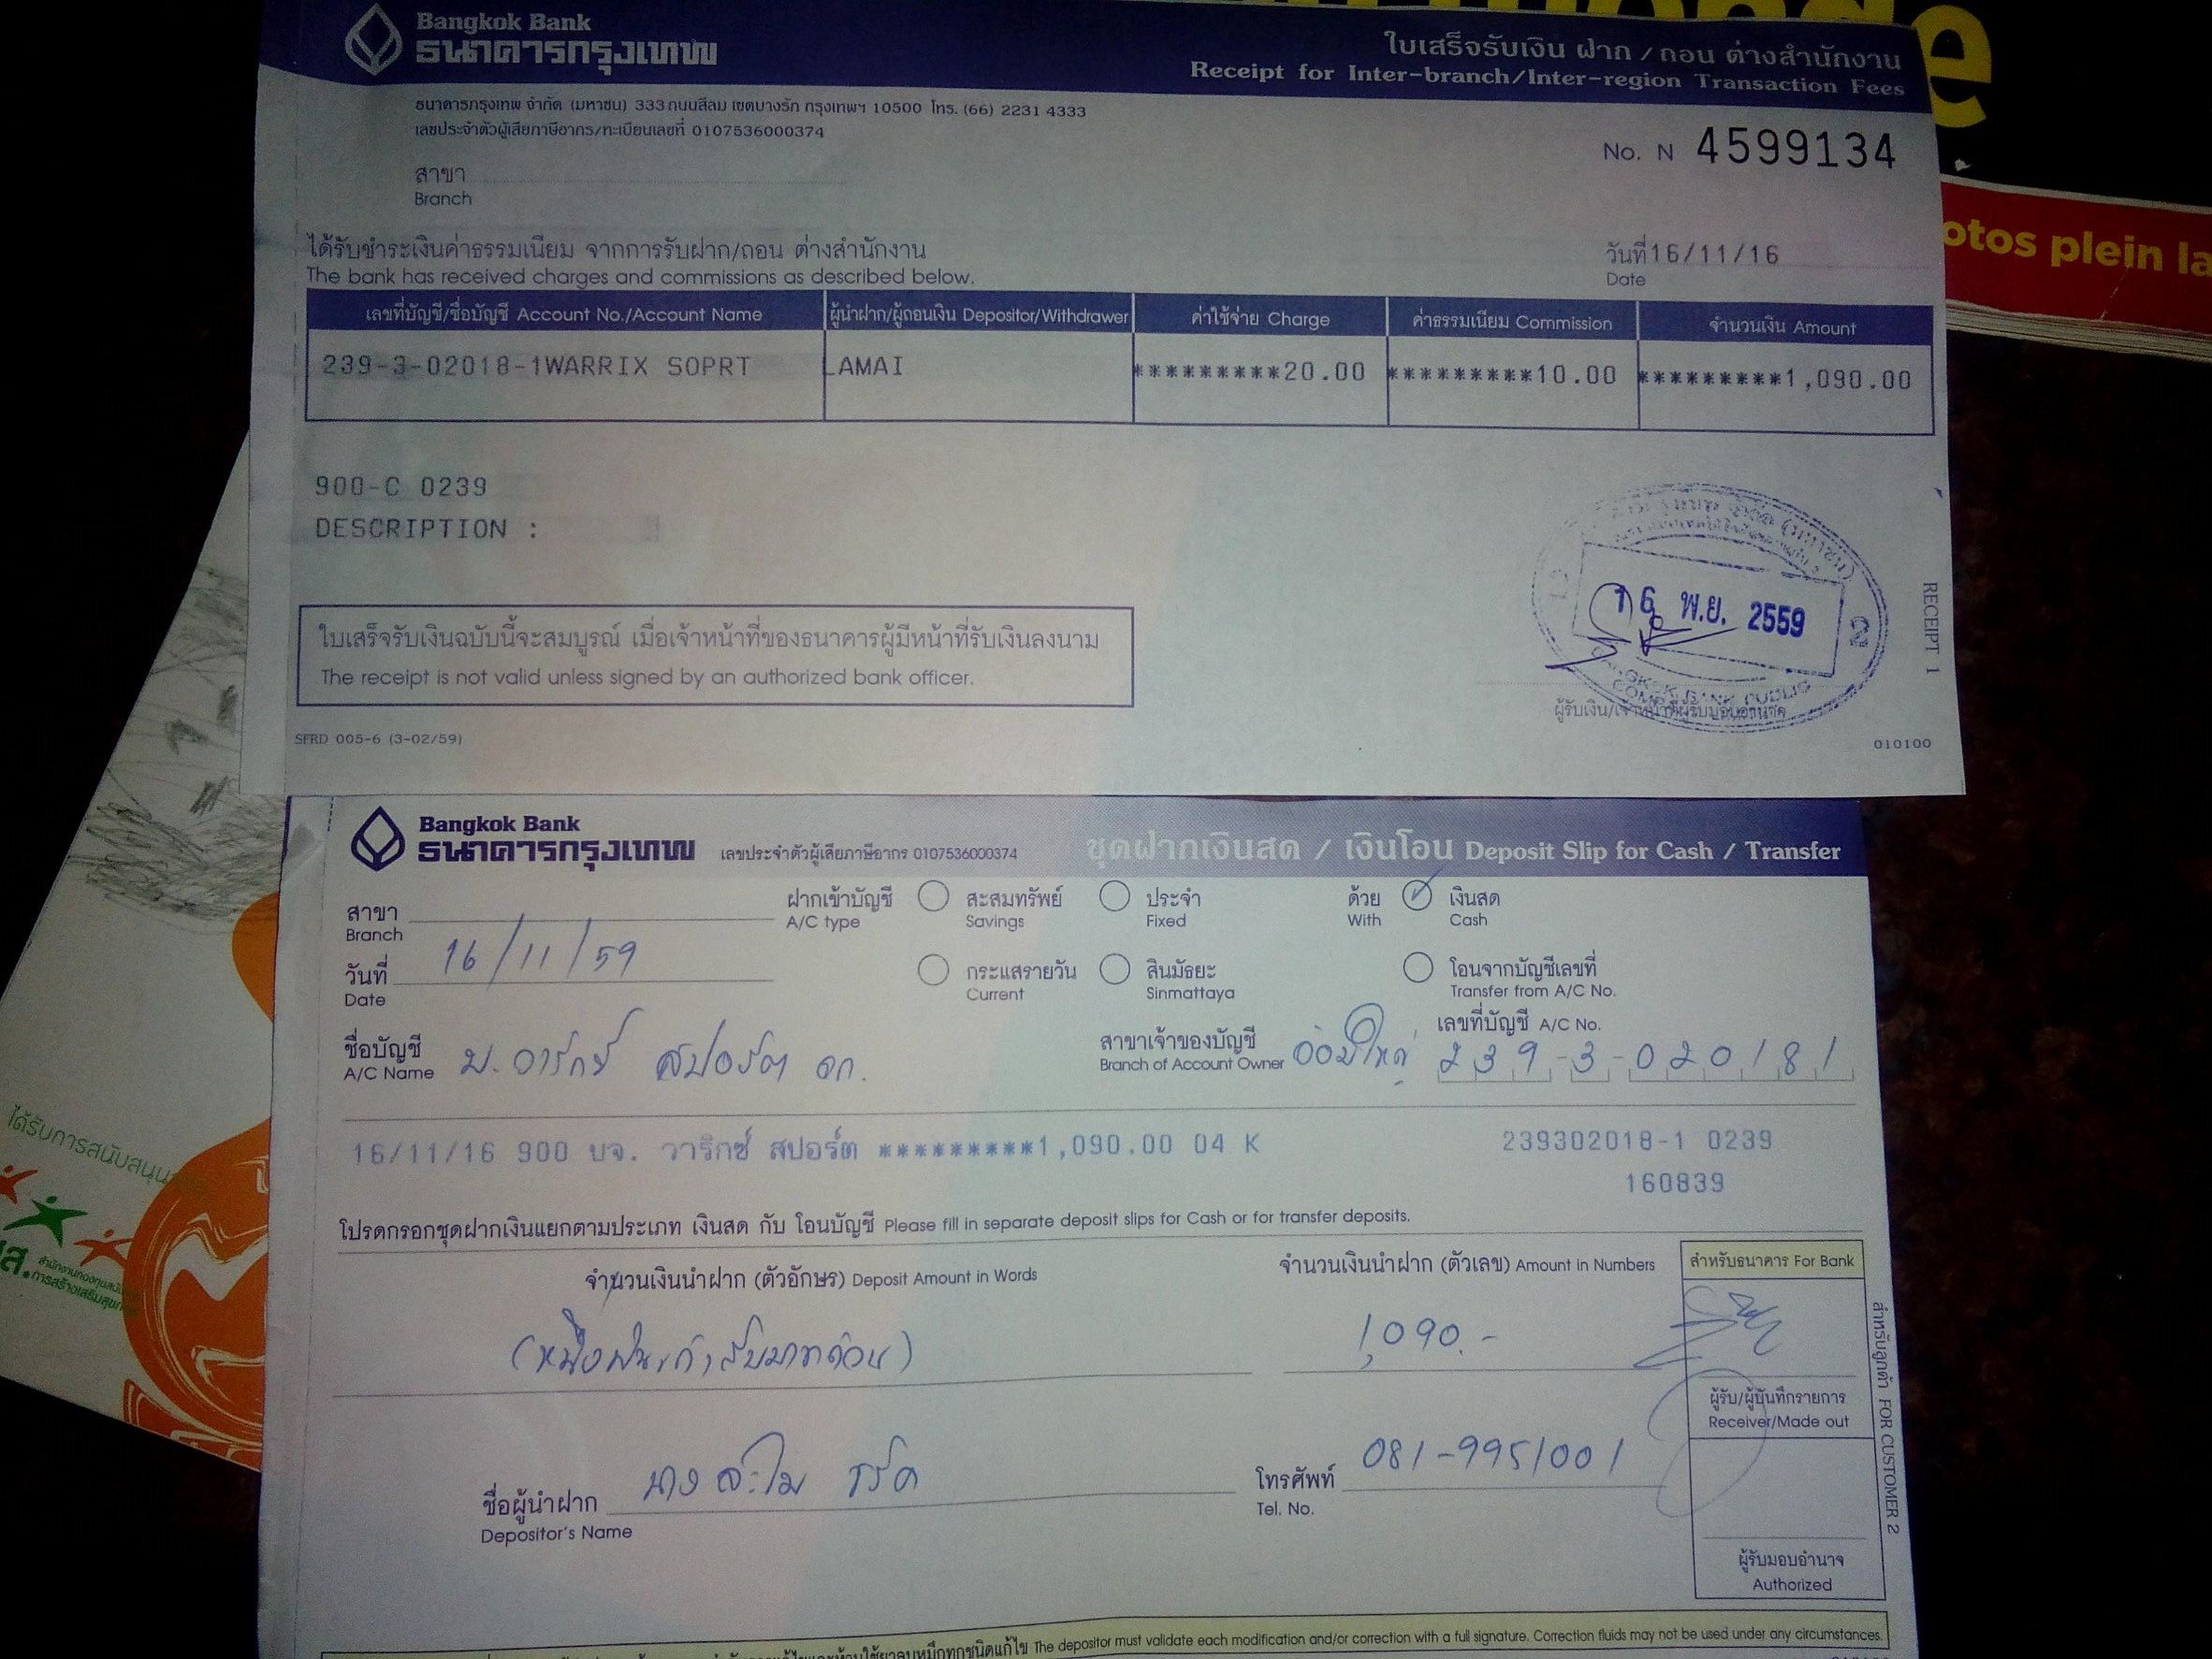 Bangkok Bank
ธนาคารกรุงเทพ
ใบเสร็จรับเงิน ฝาก / ถอน ต่างสำนักงาน
Receipt for Inter-branch/Inter-region Transaction Fees
ธนาคารกรุงเทพ จำกัด (มหาชน) 333 ถนนสีลม เขตบางรัก กรุงเทพฯ 10500 โทร. (66) 2231 4333
เลขประจำตัวผู้เสียภาษีอากร/ทะเบียนเลขที่ 0107536000374
No. N 4599134
สาขา
Branch
ได้รับชำระเงินค่าธรรมเนียม จากการรับฝาก/ถอน ต่างสำนักงาน
The bank has received charges and commissions as described below.
วันที่ 16/11/16
Date
เลขที่บัญชี/ชื่อบัญชี Account No./Account Name ผู้นำฝาก/ผู้ถอนเงิน Depositor/Withdrawer ค่าใช้จ่าย Charge ค่าธรรมเนียม Commission จำนวนเงิน Amount
239-3-02018-1WARRIX SOPRT LAMAI *********20.00 *********10.00 *********1,090.00
900-C 0239
DESCRIPTION :
16 พ.ย. 2559
BANGKOK BANK PUBLIC
ใบเสร็จรับเงินฉบับนี้จะสมบูรณ์ เมื่อเจ้าหน้าที่ของธนาคารผู้มีหน้าที่รับเงินลงนาม
The receipt is not valid unless signed by an authorized bank officer.
RECEIPT 1
SFRD 005-6 (3-02/59)
010100
Bangkok Bank
ธนาคารกรุงเทพ เลขประจำตัวผู้เสียภาษีอากร 0107536000374
ชุดฝากเงินสด / เงินโอน Deposit Slip for Cash / Transfer
สาขา
Branch
ฝากเข้าบัญชี
A/C type
สะสมทรัพย์
Savings
ประจำ
Fixed
ด้วย
With
เงินสด
Cash
วันที่ 16/11/59
Date
กระแสรายวัน
Current
สินมัธยะ
Sinmattaya
โอนจากบัญชีเลขที่
Transfer from A/C No.
ชื่อบัญชี
A/C Name
สปอร์ต จก.
สาขาเจ้าของบัญชี
Branch of Account Owner
อ้อมใหญ่
เลขที่บัญชี A/C No.
239-3-020181
16/11/16 900 บจ. วาริกซ์ สปอร์ต *********1,090.00 04 K 239302018-1 0239
160839
โปรดกรอกชุดฝากเงินแยกตามประเภท เงินสด กับ โอนบัญชี Please fill in separate deposit slips for Cash or for transfer deposits.
จำนวนเงินนำฝาก (ตัวอักษร) Deposit Amount in Words
จำนวนเงินนำฝาก (ตัวเลข) Amount in Numbers
สำหรับธนาคาร For Bank
(หนึ่งพันเก้าสิบบาทถ้วน)
1,090.-
ผู้รับ/ผู้บันทึกรายการ
Receiver/Made out
ชื่อผู้นำฝาก นาง ละไม
Depositor's Name
โทรศัพท์ 081-9951001
Tel. No.
ผู้รับมอบอำนาจ
Authorized
สำหรับลูกค้า FOR CUSTOMER 2
The depositor must validate each modification and/or correction with a full signature. Correction fluids may not be used under any circumstances.
otos plein la
ได้รับการสนับสนุน